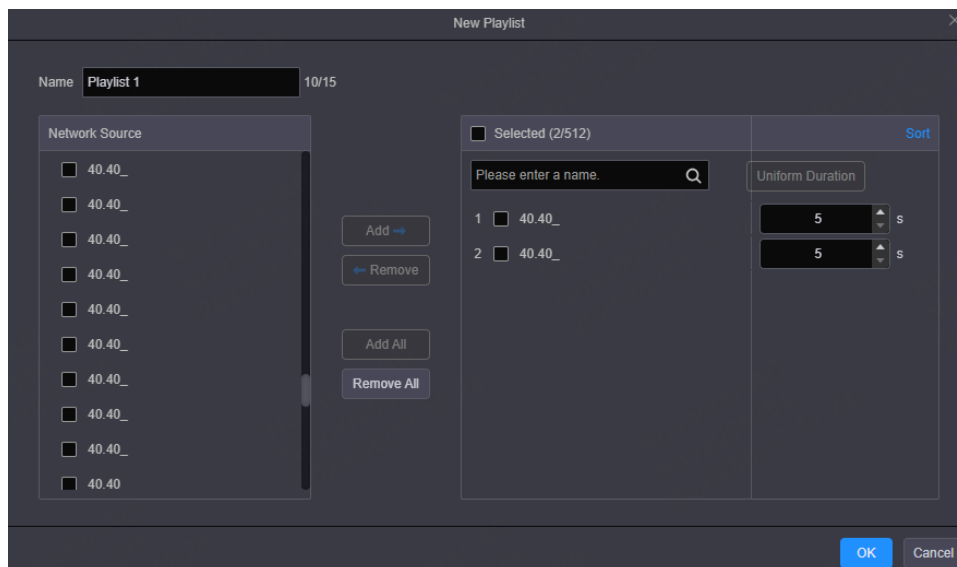 New Playlist
Name Playlist 1 10/15
Network Source
40.40_
40.40_
40.40_
40.40_
40.40_
40.40_
40.40_
40.40_
40.40_
40.40
Add
Remove
Add All
Remove All
Selected (2/512) Sort
Please enter a name. Uniform Duration
1 40.40_ 5 s
2 40.40_ 5 s
OK Cancel